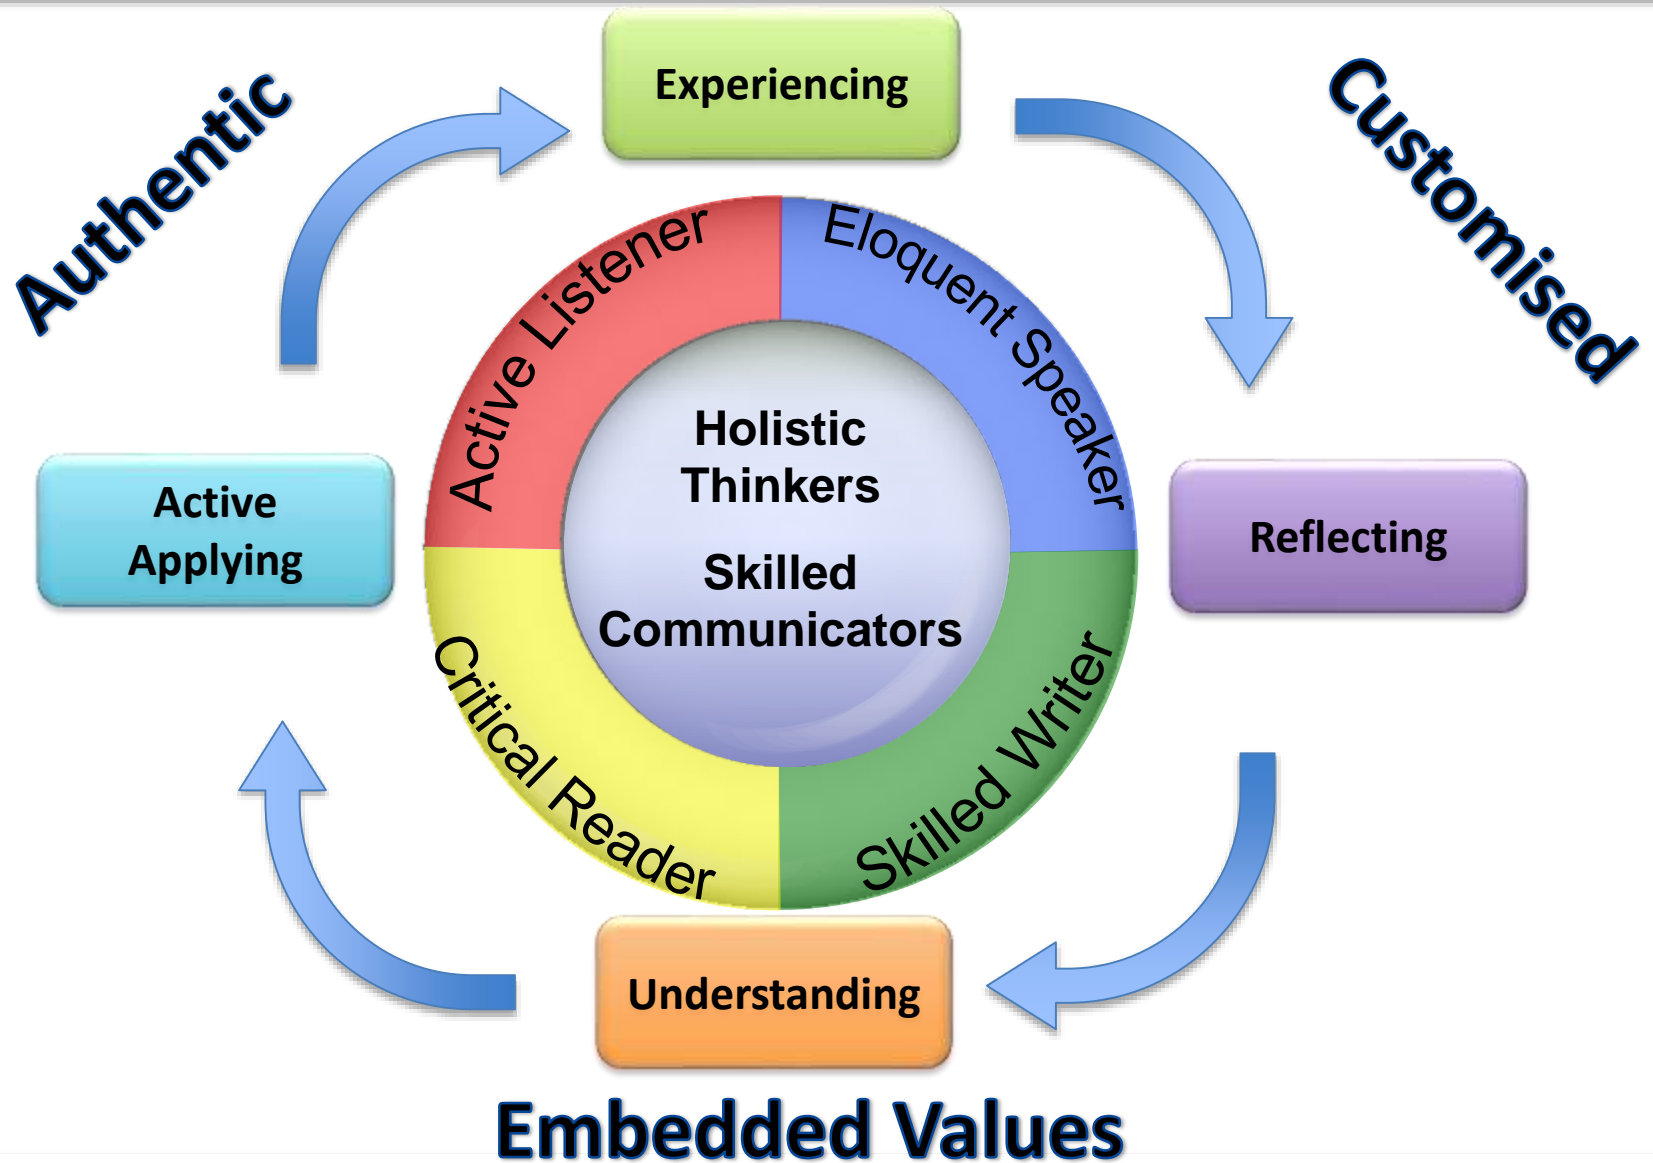 Experiencing
Authentic
Customised
Active Listener
Eloquent Speaker
Holistic
Thinkers
Skilled
Communicators
Active
Applying
Reflecting
Critical Reader
Skilled Writer
Understanding
Embedded Values